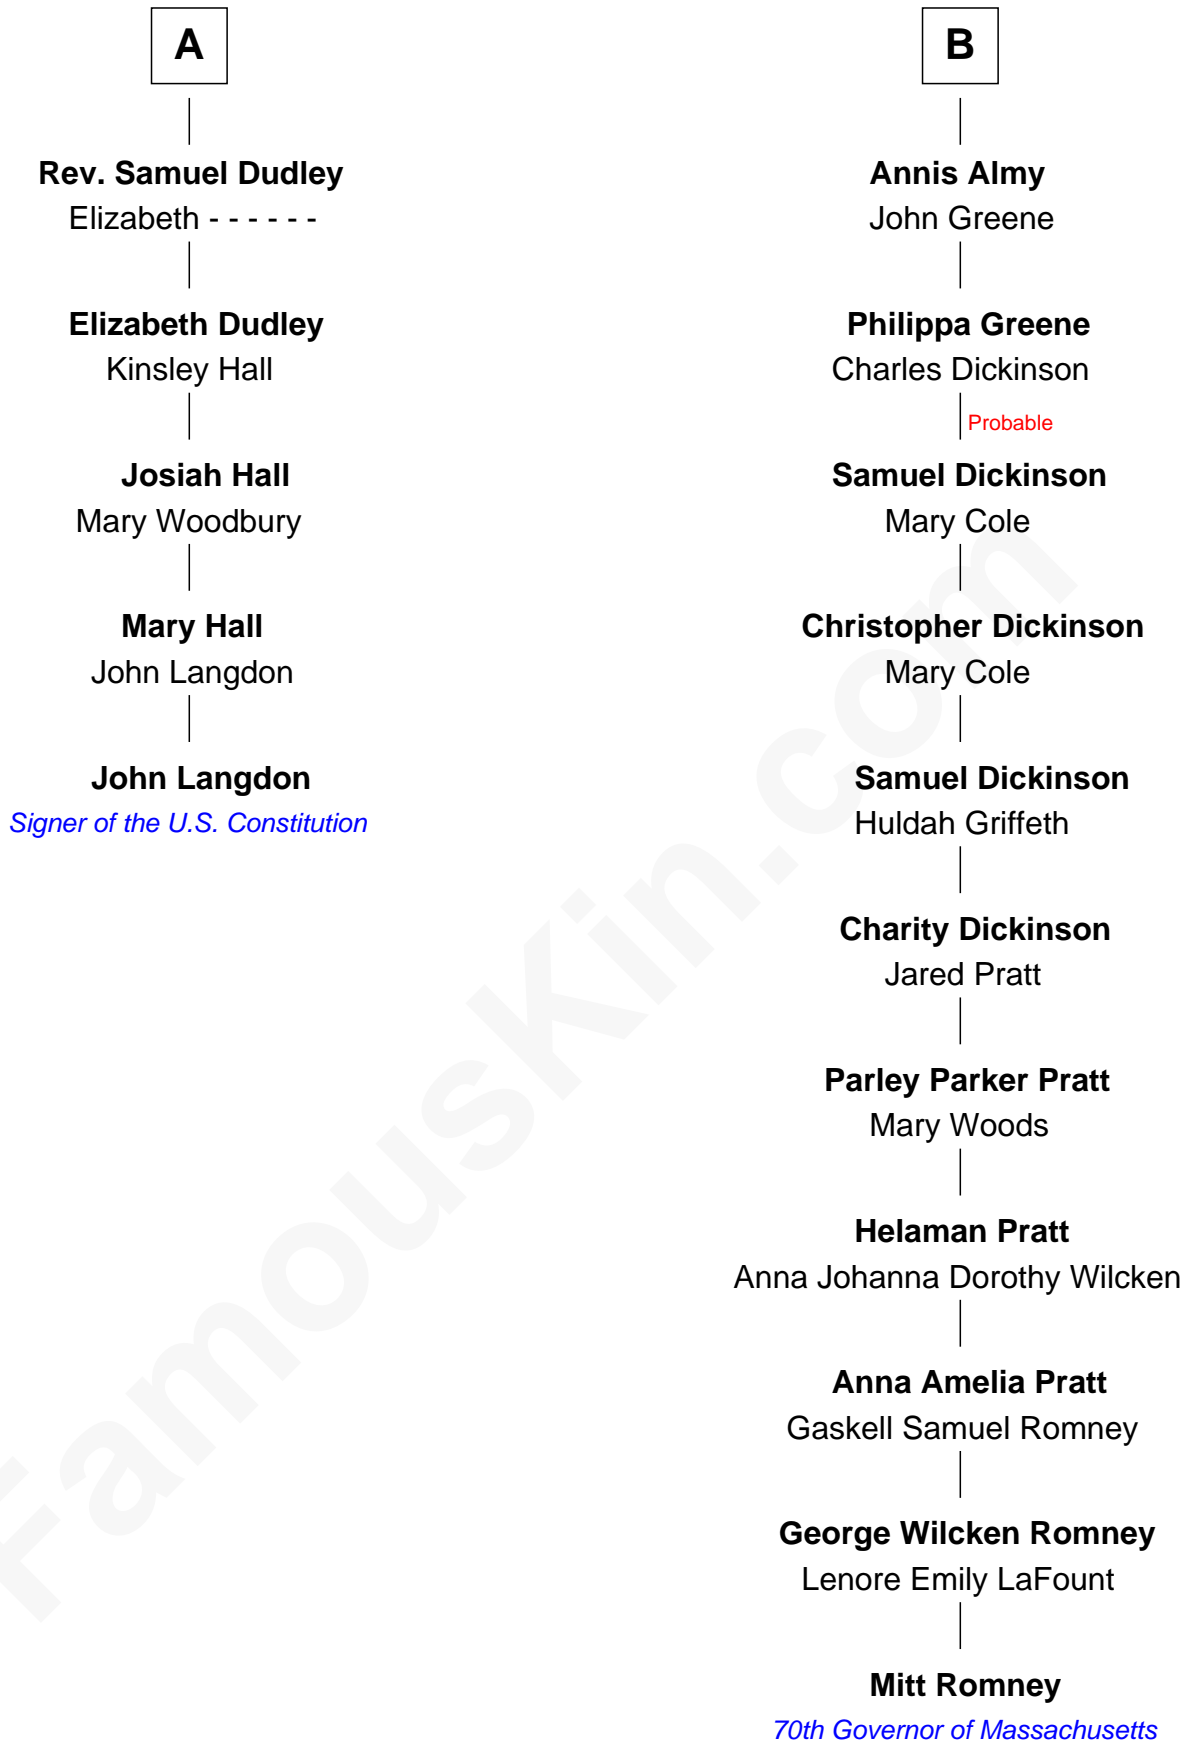 A
Rev. Samuel Dudley
Elizabeth - - - - - -
Elizabeth Dudley
Kinsley Hall
Josiah Hall
Mary Woodbury
Mary Hall
John Langdon
John Langdon
Signer of the U.S. Constitution
B
Annis Almy
John Greene
Philippa Greene
Charles Dickinson
Probable
Samuel Dickinson
Mary Cole
Christopher Dickinson
Mary Cole
Samuel Dickinson
Huldah Griffeth
Charity Dickinson
Jared Pratt
Parley Parker Pratt
Mary Woods
Helaman Pratt
Anna Johanna Dorothy Wilcken
Anna Amelia Pratt
Gaskell Samuel Romney
George Wilcken Romney
Lenore Emily LaFount
Mitt Romney
70th Governor of Massachusetts
FamousKin.com